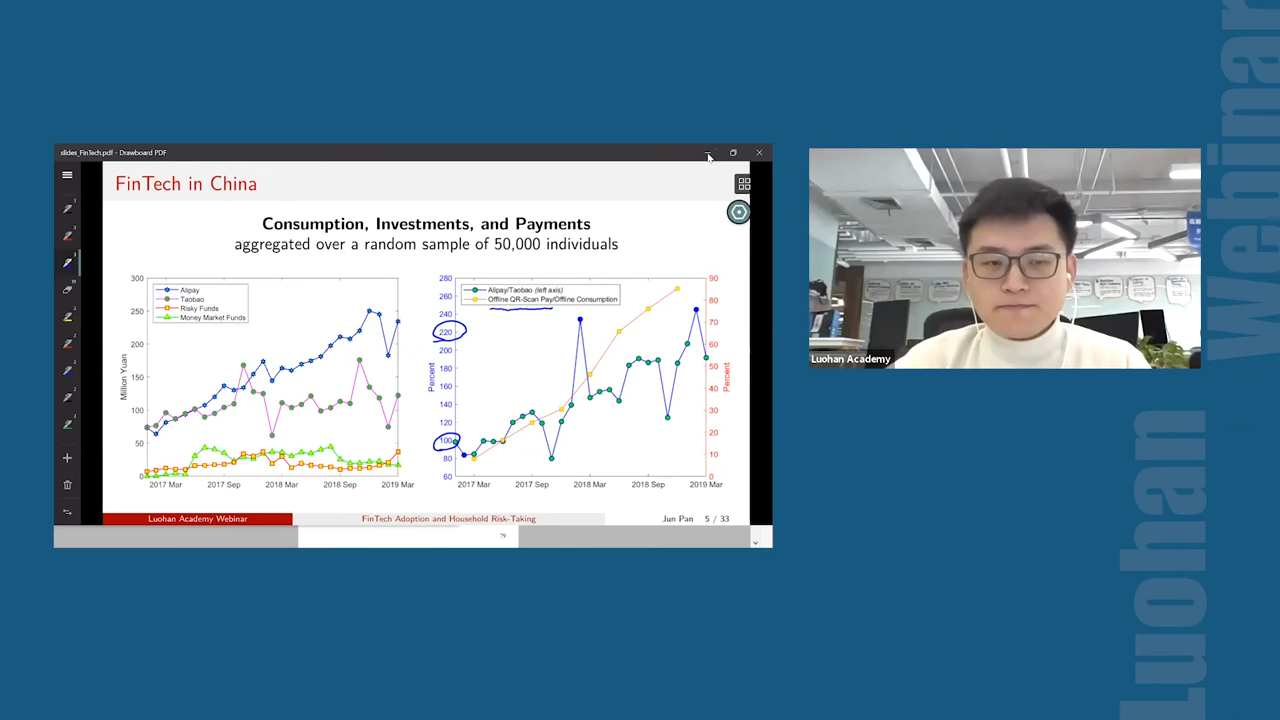 slides_FinTech.pdf - Drawboard PDF
FinTech in China
Consumption, Investments, and Payments
aggregated over a random sample of 50,000 individuals
300
250
200
150
100
50
0
Million Yuan
Alipay
Taobao
Risky Funds
Money Market Funds
2017 Mar 2017 Sep 2018 Mar 2018 Sep 2019 Mar
280
260
240
220
200
180
160
140
120
100
80
60
Percent
Alipay/Taobao (left axis)
Offline QR-Scan Pay/Offline Consumption
90
80
70
60
50
40
30
20
10
0
Percent
2017 Mar 2017 Sep 2018 Mar 2018 Sep 2019 Mar
Luohan Academy Webinar FinTech Adoption and Household Risk-Taking Jun Pan 5 / 33
79
Luohan Academy
Luohan
Webinar